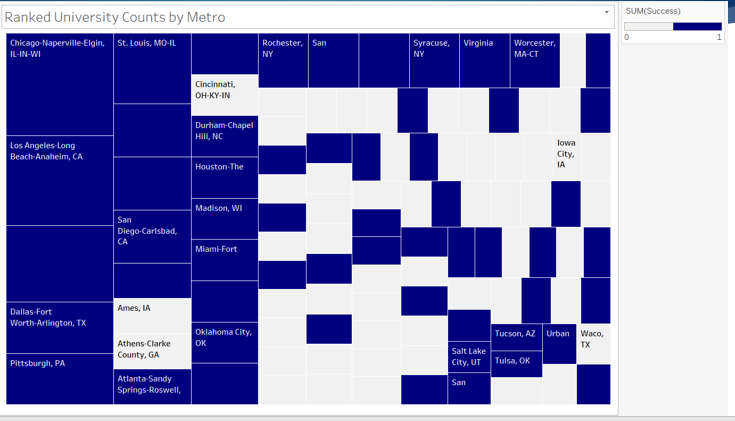 Ranked University Counts by Metro
SUM(Success)
0 1
Chicago-Naperville-Elgin,
IL-IN-WI
Los Angeles-Long
Beach-Anaheim, CA
Dallas-Fort
Worth-Arlington, TX
Pittsburgh, PA
St. Louis, MO-IL
San
Diego-Carlsbad,
CA
Ames, IA
Athens-Clarke
County, GA
Atlanta-Sandy
Springs-Roswell,
Cincinnati,
OH-KY-IN
Durham-Chapel
Hill, NC
Houston-The
Madison, WI
Miami-Fort
Oklahoma City,
OK
Rochester,
NY
San
Syracuse,
NY
Virginia
Worcester,
MA-CT
Iowa
City,
IA
Salt Lake
City, UT
San
Tucson, AZ
Tulsa, OK
Urban
Waco,
TX